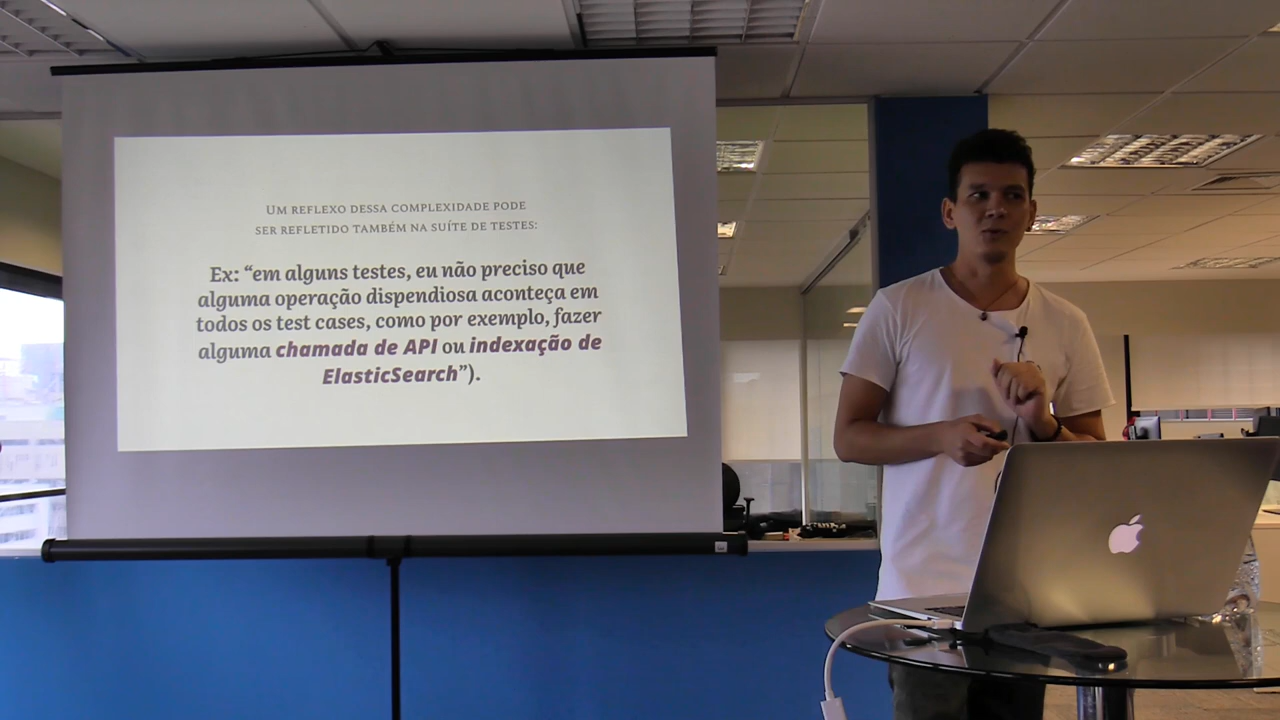 UM REFLEXO DESSA COMPLEXIDADE PODE
SER REFLETIDO TAMBÉM NA SUÍTE DE TESTES:
Ex: “em alguns testes, eu não preciso que
alguma operação dispendiosa aconteça em
todos os test cases, como por exemplo, fazer
alguma chamada de API ou indexação de
ElasticSearch”).